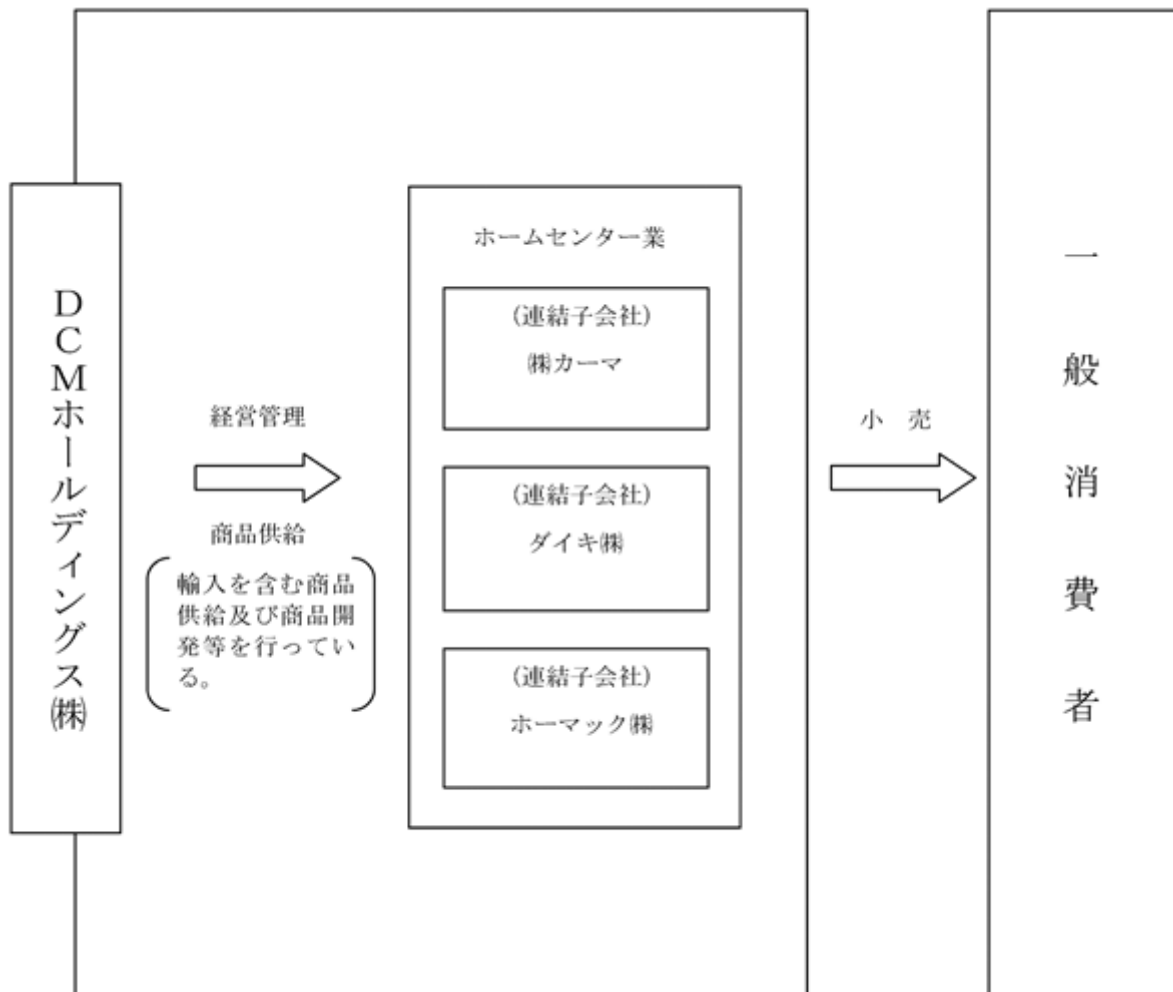 DCMホールディングス㈱
経営管理
商品供給
輸入を含む商品
供給及び商品開
発等を行ってい
る。
ホームセンター業
(連結子会社)
㈱カーマ
(連結子会社)
ダイキ㈱
(連結子会社)
ホーマック㈱
小　売
一般消費者